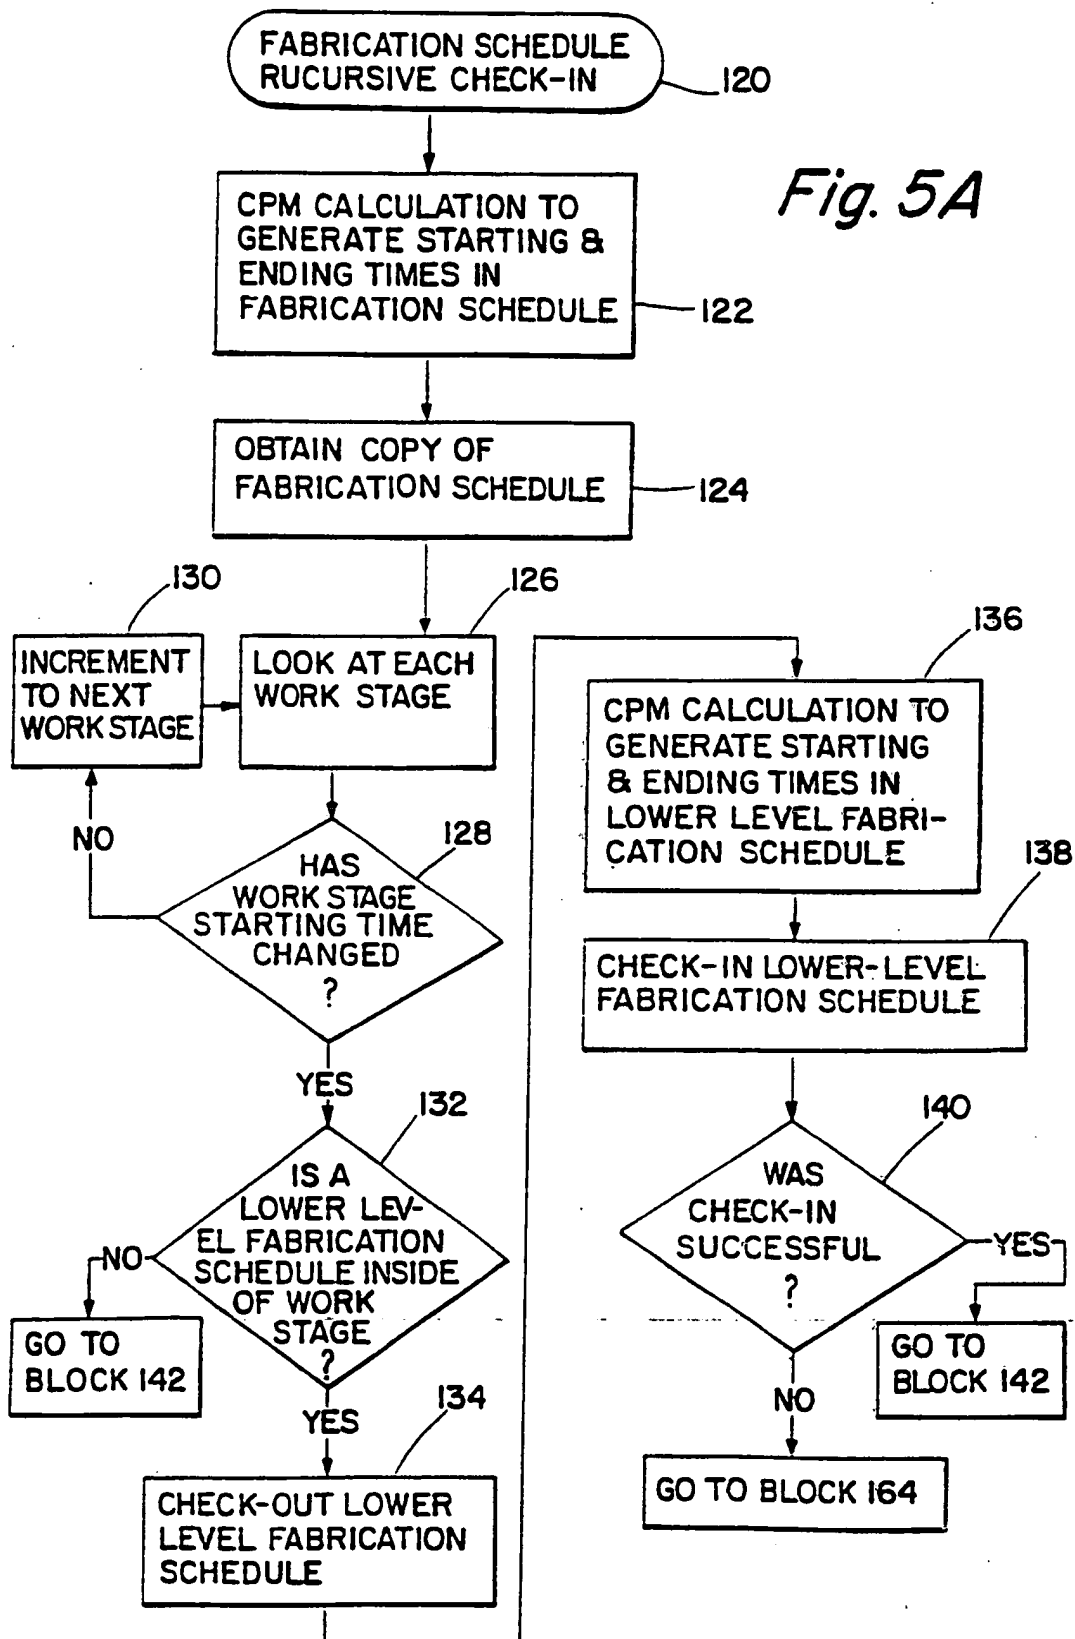 FABRICATION SCHEDULE
RUCURSIVE CHECK-IN
120
Fig. 5A
CPM CALCULATION TO
GENERATE STARTING &
ENDING TIMES IN
FABRICATION SCHEDULE
122
OBTAIN COPY OF
FABRICATION SCHEDULE
124
130
126
INCREMENT
TO NEXT
WORK STAGE
LOOK AT EACH
WORK STAGE
NO
128
HAS
WORK STAGE
STARTING TIME
CHANGED
?
YES
132
IS A
LOWER LEV-
EL FABRICATION
SCHEDULE INSIDE
OF WORK
STAGE
?
NO
GO TO
BLOCK 142
YES
134
CHECK-OUT LOWER
LEVEL FABRICATION
SCHEDULE
136
CPM CALCULATION TO
GENERATE STARTING
& ENDING TIMES IN
LOWER LEVEL FABRI-
CATION SCHEDULE
138
CHECK-IN LOWER-LEVEL
FABRICATION SCHEDULE
140
WAS
CHECK-IN
SUCCESSFUL
?
YES
GO TO
BLOCK 142
NO
GO TO BLOCK 164